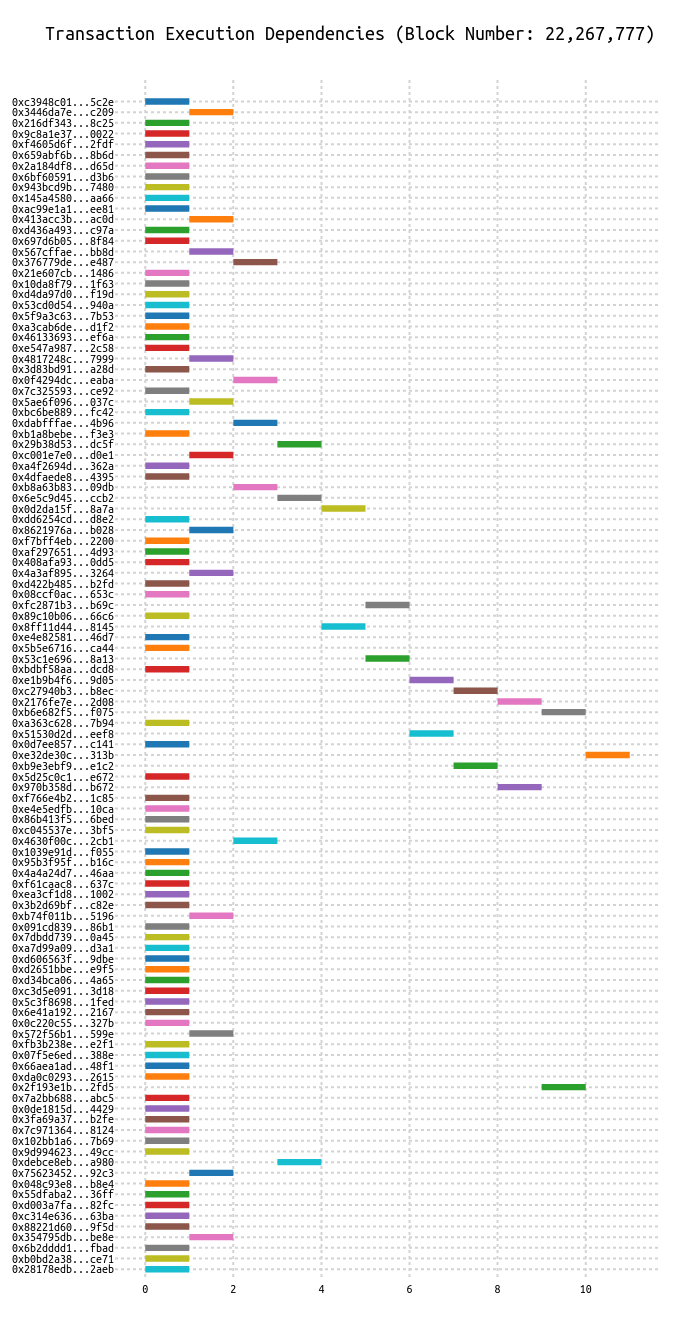 Transaction Execution Dependencies (Block Number: 22,267,777)
0xc3948c01...5c2e
0x3446da7e...c209
0x216df343...8c25
0x9c8a1e37...0022
0xf4605d6f...2fdf
0x659abf6b...8b6d
0x2a184df8...d65d
0x6bf60591...d3b6
0x943bcd9b...7480
0x145a4580...aa66
0xac99e1a1...ee81
0x413acc3b...ac0d
0xd436a493...c97a
0x697d6b05...8f84
0x567cffae...bb8d
0x376779de...e487
0x21e607cb...1486
0x10da8f79...1f63
0xd4da97d0...f19d
0x53cd0d54...940a
0x5f9a3c63...7b53
0xa3cab6de...d1f2
0x46133693...ef6a
0xe547a987...2c58
0x4817248c...7999
0x3d83bd91...a28d
0x0f4294dc...eaba
0x7c325593...ce92
0x5ae6f096...037c
0xbc6be889...fc42
0xdabfffae...4b96
0xb1a8bebe...f3e3
0x29b38d53...dc5f
0xc001e7e0...d0e1
0xa4f2694d...362a
0x4dfaede8...4395
0xb8a63b83...09db
0x6e5c9d45...ccb2
0x0d2da15f...8a7a
0xdd6254cd...d8e2
0x8621976a...b028
0xf7bff4eb...2200
0xaf297651...4d93
0x408afa93...0dd5
0x4a3af895...3264
0xd422b485...b2fd
0x08ccf0ac...653c
0xfc2871b3...b69c
0x89c10b06...66c6
0x8ff11d44...8145
0xe4e82581...46d7
0x5b5e6716...ca44
0x53c1e696...8a13
0xbdbf58aa...dcd8
0xe1b9b4f6...9d05
0xc27940b3...b8ec
0x2176fe7e...2d08
0xb6e682f5...f075
0xa363c628...7b94
0x51530d2d...eef8
0x0d7ee857...c141
0xe32de30c...313b
0xb9e3ebf9...e1c2
0x5d25c0c1...e672
0x970b358d...b672
0xf766e4b2...1c85
0xe4e5edfb...10ca
0x86b413f5...6bed
0xc045537e...3bf5
0x4630f00c...2cb1
0x1039e91d...f055
0x95b3f95f...b16c
0x4a4a24d7...46aa
0xf61caac8...637c
0xea3cf1d8...1002
0x3b2d69bf...c82e
0xb74f011b...5196
0x091cd839...86b1
0x7dbdd739...0a45
0xa7d99a09...d3a1
0xd606563f...9dbe
0xd2651bbe...e9f5
0xd34bca06...4a65
0xc3d5e091...3d18
0x5c3f8698...1fed
0x6e41a192...2167
0x0c220c55...327b
0x572f56b1...599e
0xfb3b238e...e2f1
0x07f5e6ed...388e
0x66aea1ad...48f1
0xda0c0293...2615
0x2f193e1b...2fd5
0x7a2bb688...abc5
0x0de1815d...4429
0x3fa69a37...b2fe
0x7c971364...8124
0x102bb1a6...7b69
0x9d994623...49cc
0xdebce8eb...a980
0x75623452...92c3
0x048c93e8...b8e4
0x55dfaba2...36ff
0xd003a7fa...82fc
0xc314e636...63ba
0x88221d60...9f5d
0x354795db...be8e
0x6b2dddd1...fbad
0xb0bd2a38...ce71
0x28178edb...2aeb
0 2 4 6 8 10